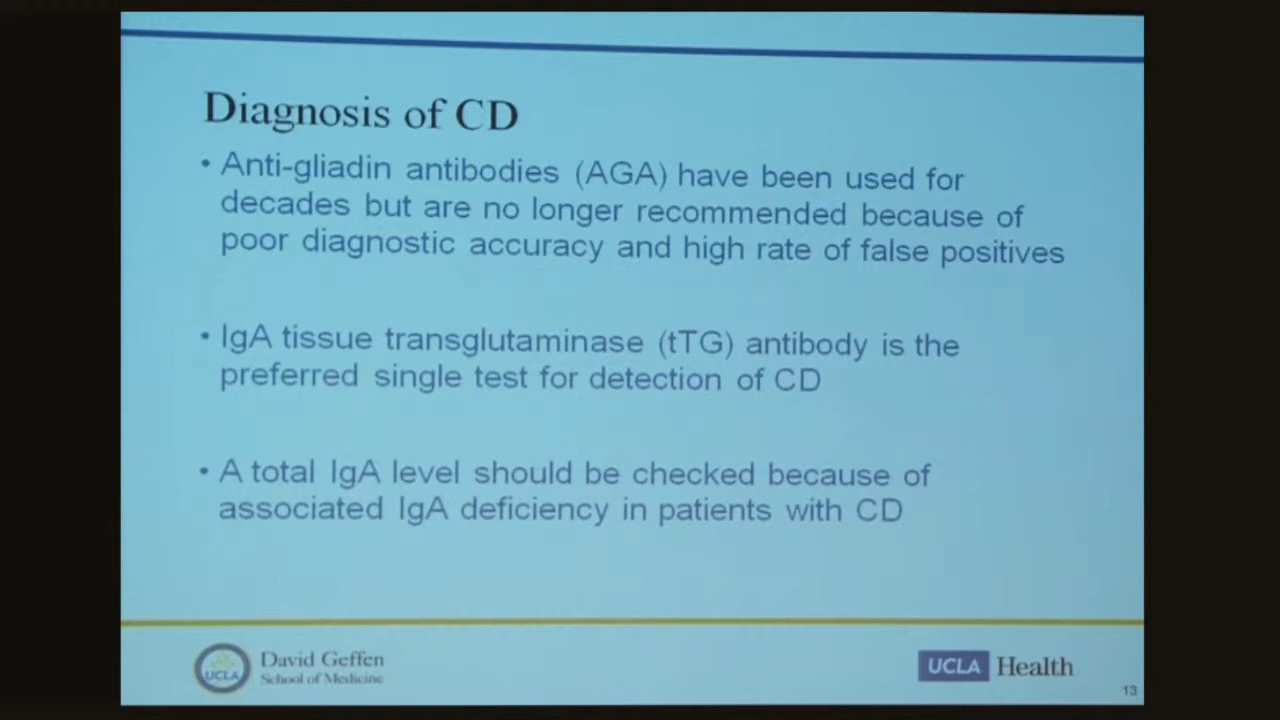 Diagnosis of CD
• Anti-gliadin antibodies (AGA) have been used for
decades but are no longer recommended because of
poor diagnostic accuracy and high rate of false positives
• IgA tissue transglutaminase (tTG) antibody is the
preferred single test for detection of CD
• A total IgA level should be checked because of
associated IgA deficiency in patients with CD
UCLA
David Geffen
School of Medicine
UCLA Health
13